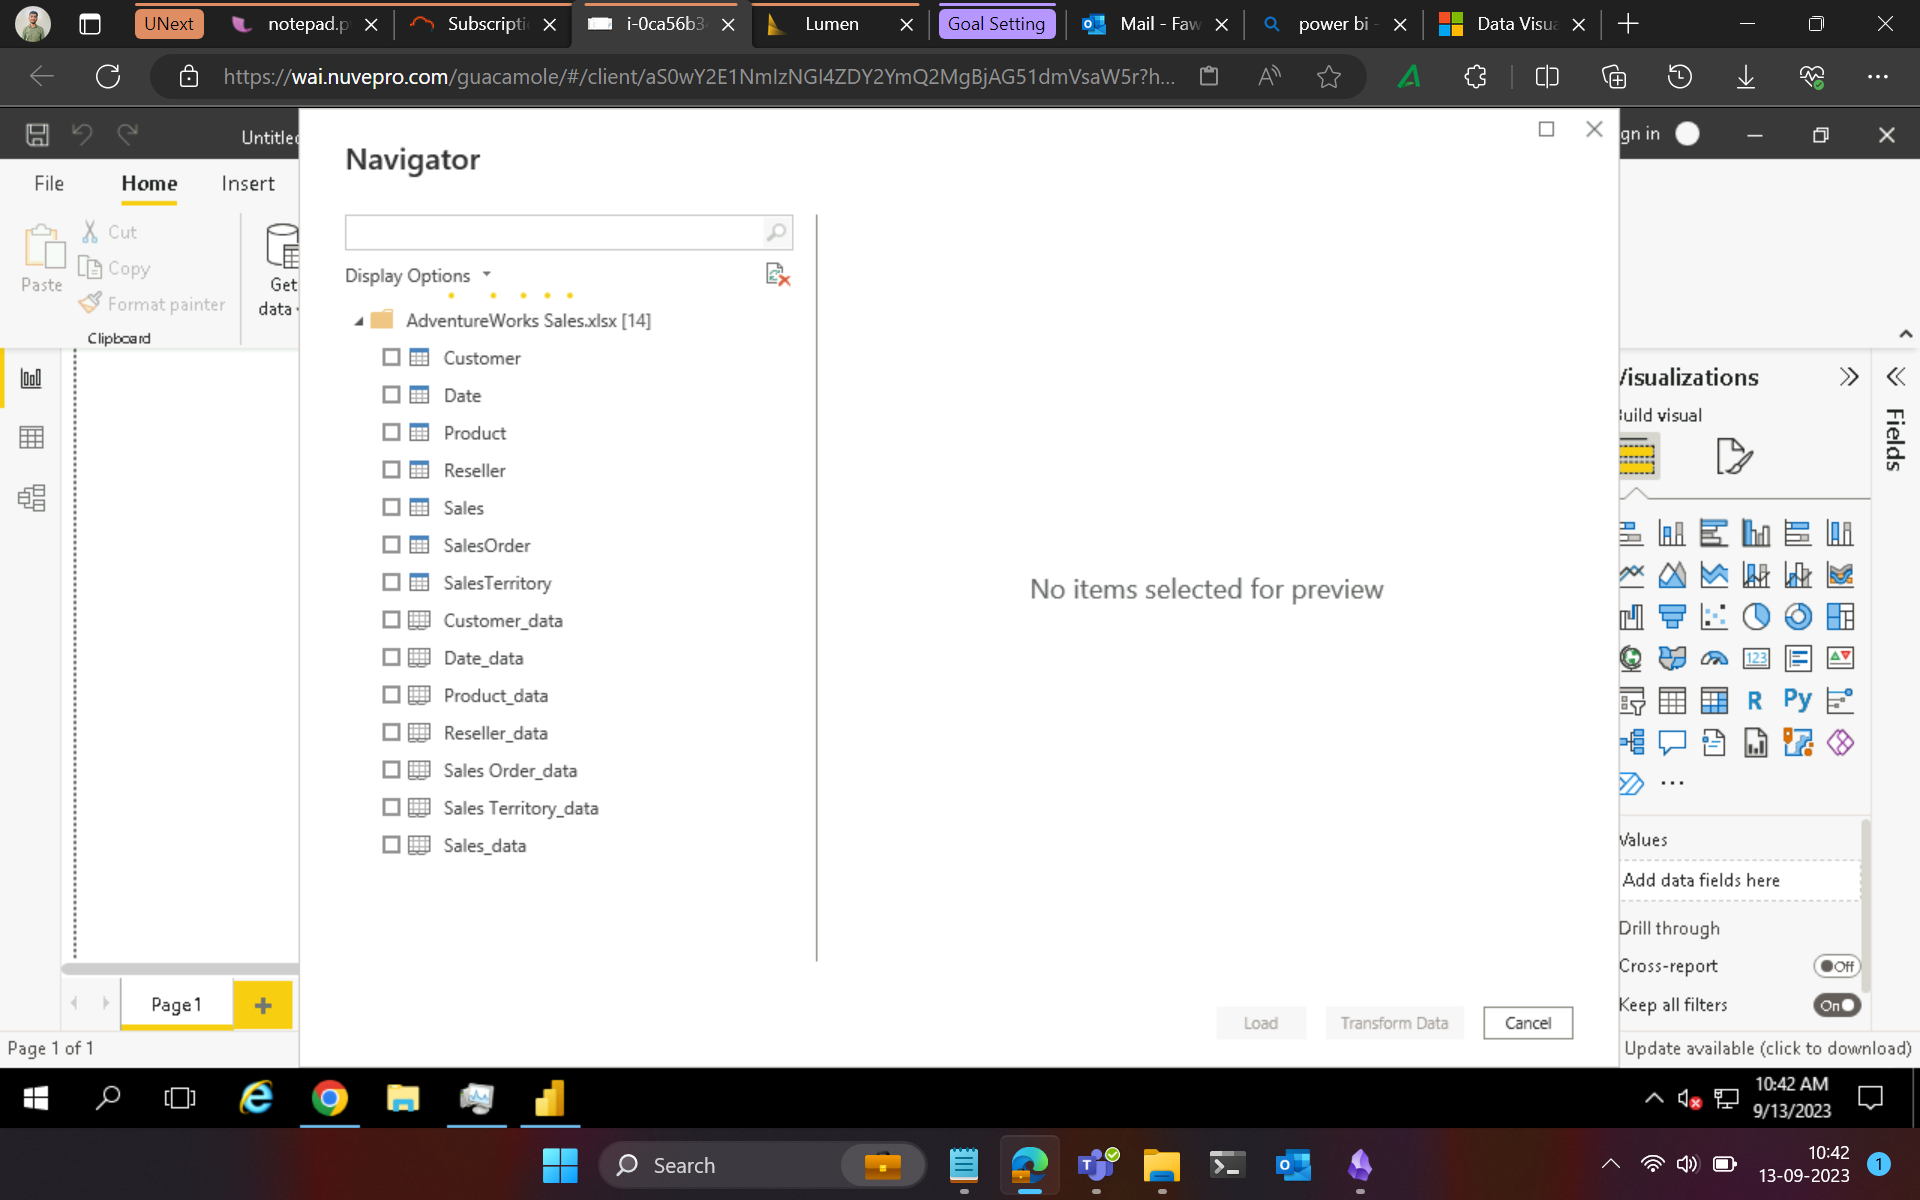 UNext
notepad.p
Subscripti
i-0ca56b3
Lumen
Goal Setting
Mail - Faw
power bi -
Data Visua
https://wai.nuvepro.com/guacamole/#/client/aS0wY2E1NmIzNGI4ZDY2YmQ2MgBjAG51dmVsaW5r?h...
Untitled
gn in
File
Home
Insert
Paste
Cut
Copy
Format painter
Clipboard
Get
data
Navigator
Display Options
AdventureWorks Sales.xlsx [14]
Customer
Date
Product
Reseller
Sales
SalesOrder
SalesTerritory
Customer_data
Date_data
Product_data
Reseller_data
Sales Order_data
Sales Territory_data
Sales_data
No items selected for preview
Load
Transform Data
Cancel
Visualizations
uild visual
Fields
123
R
Py
Values
Add data fields here
Drill through
Cross-report
Off
Keep all filters
On
Page 1
Page 1 of 1
Update available (click to download)
10:42 AM
9/13/2023
Search
10:42
13-09-2023
1